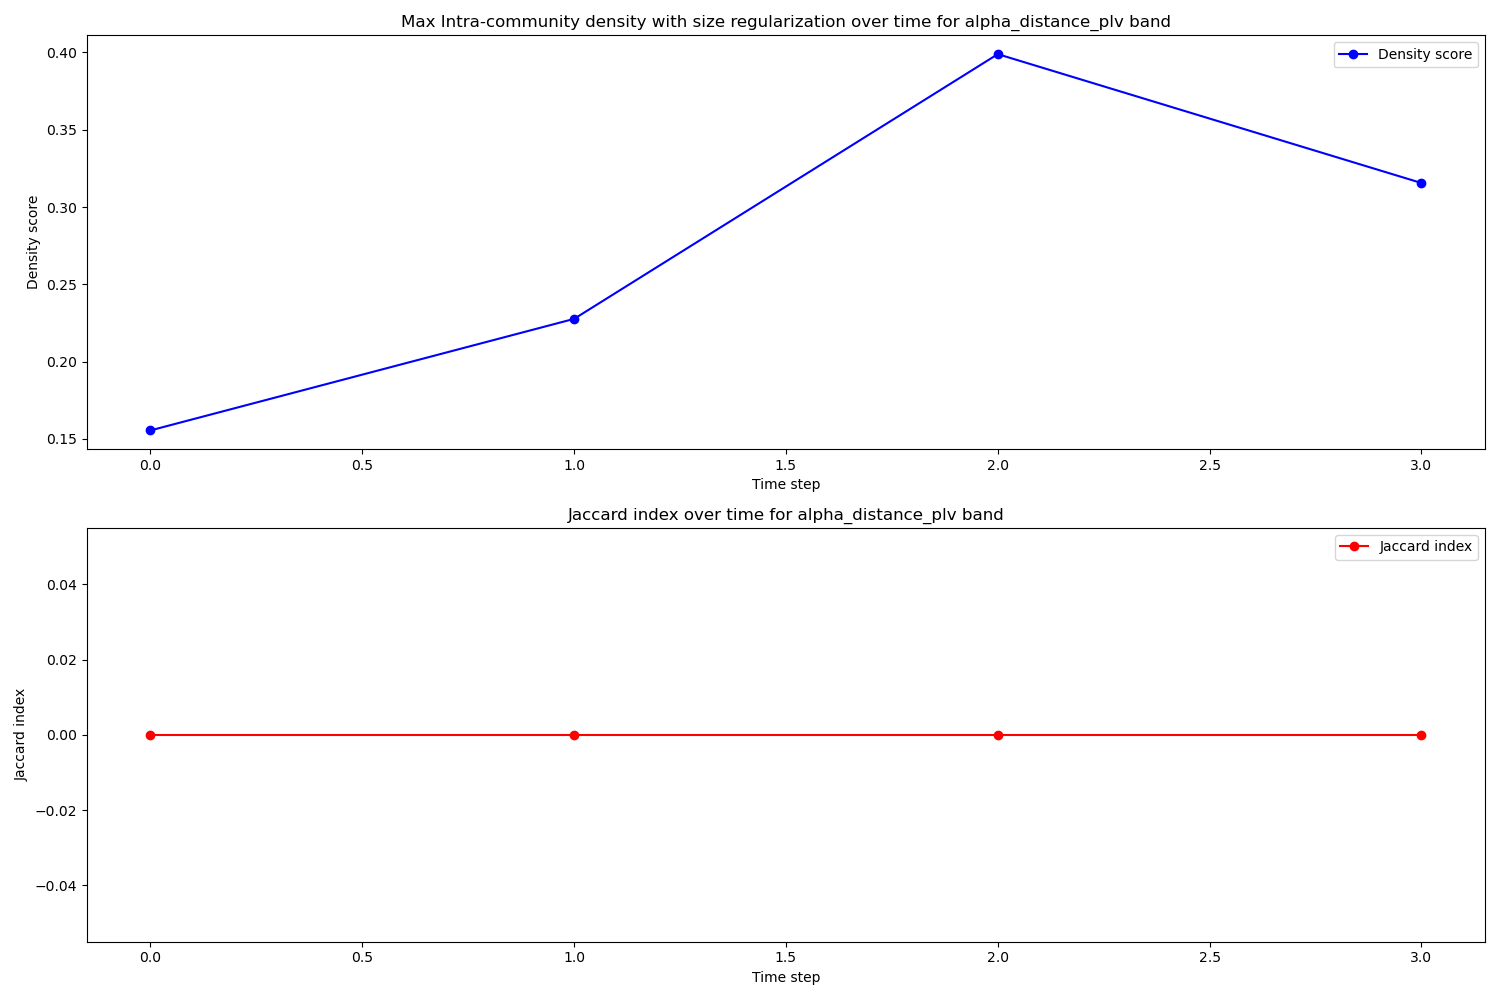 Max Intra-community density with size regularization over time for alpha_distance_plv band
Density score
0.40
0.35
0.30
0.25
0.20
0.15
Density score
0.0 0.5 1.0 1.5 2.0 2.5 3.0
Time step
Jaccard index over time for alpha_distance_plv band
Jaccard index
0.04
0.02
0.00
−0.02
−0.04
Jaccard index
0.0 0.5 1.0 1.5 2.0 2.5 3.0
Time step